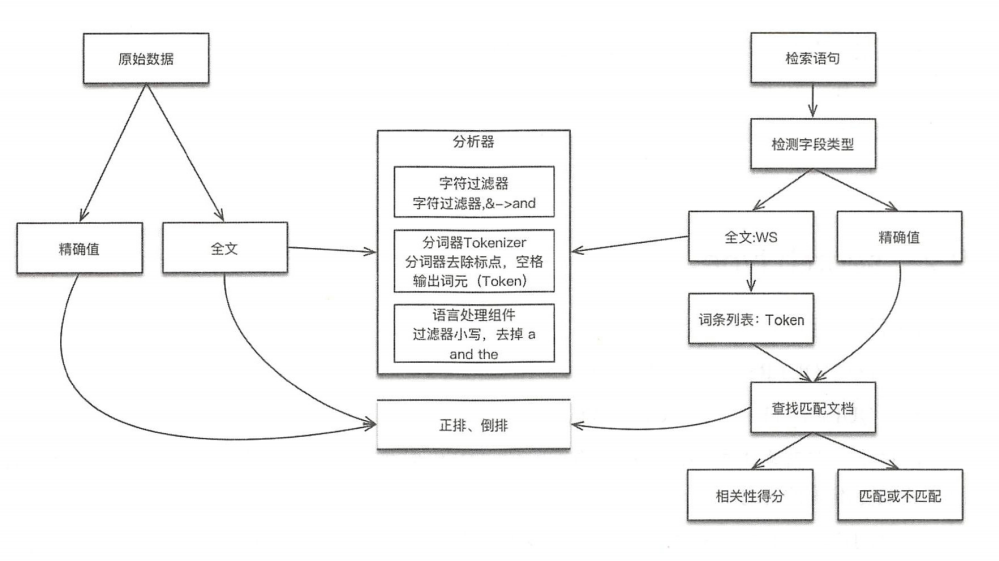 原始数据
精确值
全文
分析器
字符过滤器
字符过滤器,&->and
分词器Tokenizer
分词器去除标点，空格
输出词元（Token）
语言处理组件
过滤器小写，去掉 a
and the
正排、倒排
检索语句
检测字段类型
全文:WS
精确值
词条列表：Token
查找匹配文档
相关性得分
匹配或不匹配